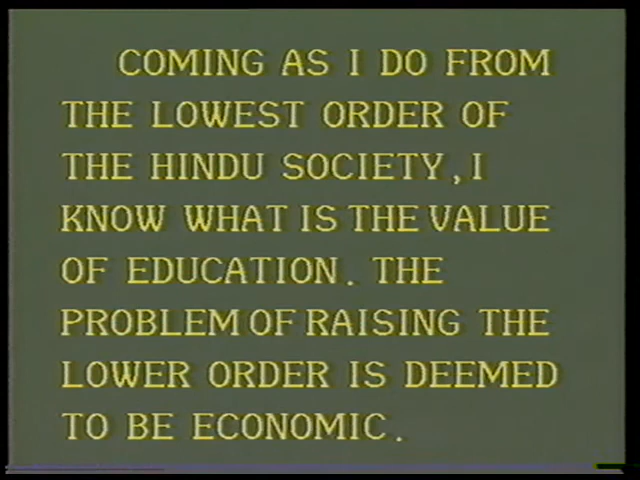 COMING AS I DO FROM
THE LOWEST ORDER OF
THE HINDU SOCIETY, I
KNOW WHAT IS THE VALUE
OF EDUCATION. THE
PROBLEM OF RAISING THE
LOWER ORDER IS DEEMED
TO BE ECONOMIC.